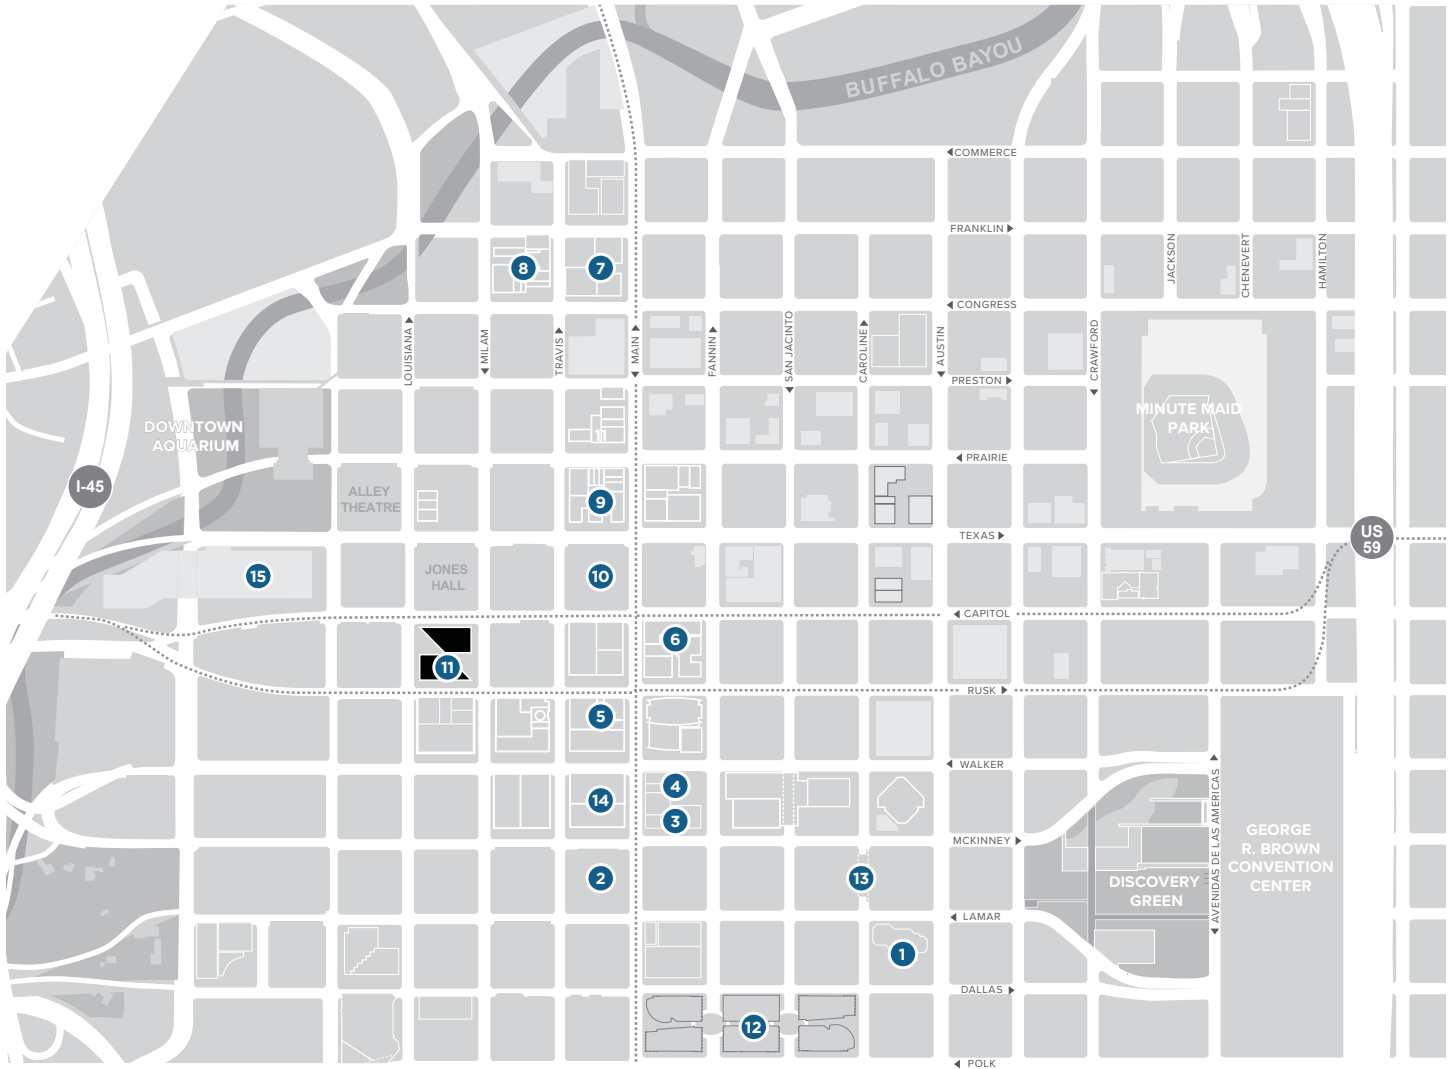 BUFFALO BAYOU
COMMERCE
FRANKLIN
JACKSON
CHENEVERT
HAMILTON
8
7
CONGRESS
LOUISIANA
MILAM
TRAVIS
MAIN
FANNIN
SAN JACINTO
CAROLINE
AUSTIN
CRAWFORD
PRESTON
MINUTE MAID
PARK
DOWNTOWN
AQUARIUM
11
PRAIRIE
I-45
ALLEY
THEATRE
9
TEXAS
US
59
15
JONES
HALL
10
CAPITOL
6
11
RUSK
5
WALKER
4
14
3
AVENIDAS DE LAS AMERICAS
MCKINNEY
GEORGE
R. BROWN
CONVENTION
CENTER
2
13
DISCOVERY
GREEN
LAMAR
1
DALLAS
12
POLK